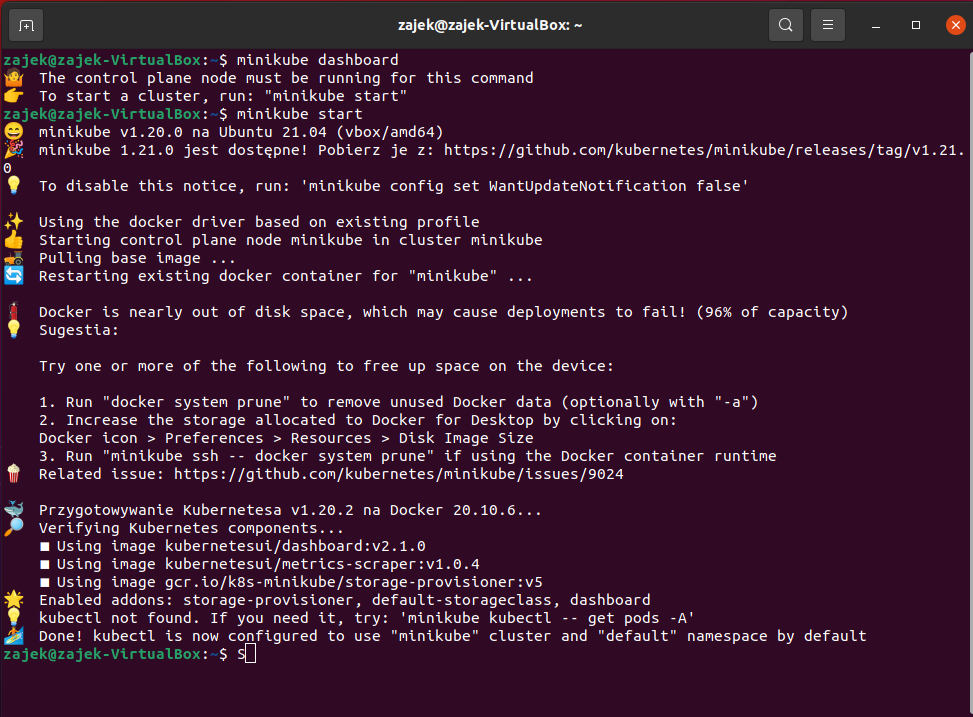 zajek@zajek-VirtualBox: ~
zajek@zajek-VirtualBox:~$ minikube dashboard
The control plane node must be running for this command
To start a cluster, run: "minikube start"
zajek@zajek-VirtualBox:~$ minikube start
minikube v1.20.0 na Ubuntu 21.04 (vbox/amd64)
minikube 1.21.0 jest dostępne! Pobierz je z: https://github.com/kubernetes/minikube/releases/tag/v1.21.
0
To disable this notice, run: 'minikube config set WantUpdateNotification false'
Using the docker driver based on existing profile
Starting control plane node minikube in cluster minikube
Pulling base image ...
Restarting existing docker container for "minikube" ...
Docker is nearly out of disk space, which may cause deployments to fail! (96% of capacity)
Sugestia:
Try one or more of the following to free up space on the device:
1. Run "docker system prune" to remove unused Docker data (optionally with "-a")
2. Increase the storage allocated to Docker for Desktop by clicking on:
Docker icon > Preferences > Resources > Disk Image Size
3. Run "minikube ssh -- docker system prune" if using the Docker container runtime
Related issue: https://github.com/kubernetes/minikube/issues/9024
Przygotowywanie Kubernetesa v1.20.2 na Docker 20.10.6...
Verifying Kubernetes components...
■ Using image kubernetesui/dashboard:v2.1.0
■ Using image kubernetesui/metrics-scraper:v1.0.4
■ Using image gcr.io/k8s-minikube/storage-provisioner:v5
Enabled addons: storage-provisioner, default-storageclass, dashboard
kubectl not found. If you need it, try: 'minikube kubectl -- get pods -A'
Done! kubectl is now configured to use "minikube" cluster and "default" namespace by default
zajek@zajek-VirtualBox:~$ S